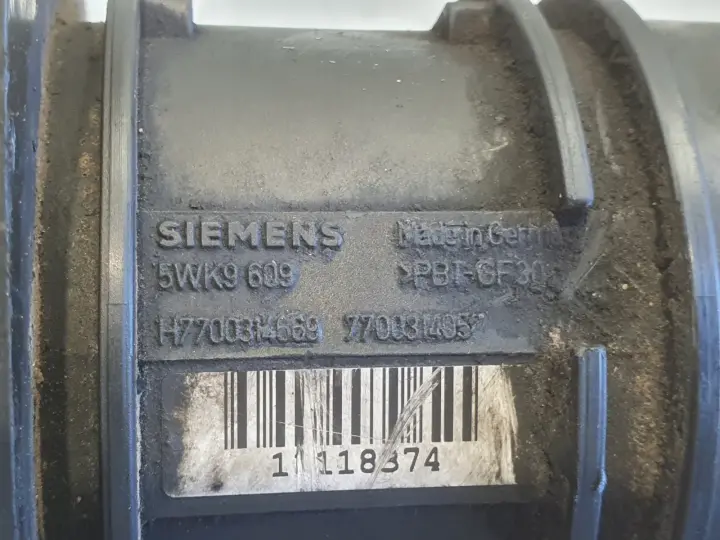 SIEMENS Made in Germ
5WK9 609 >PBT-GF30
H7700314669 7700314057
11118374